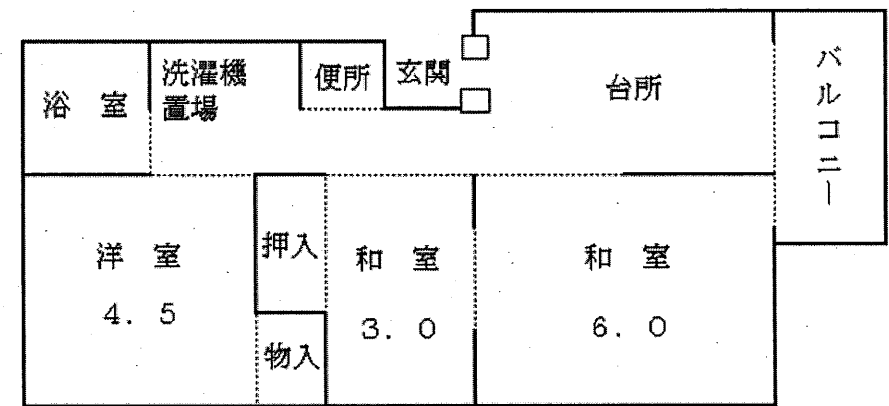 浴 室
洗濯機
置場
便所
玄関
台所
バルコニー
洋 室
4. 5
押入
物入
和 室
3. 0
和 室
6. 0